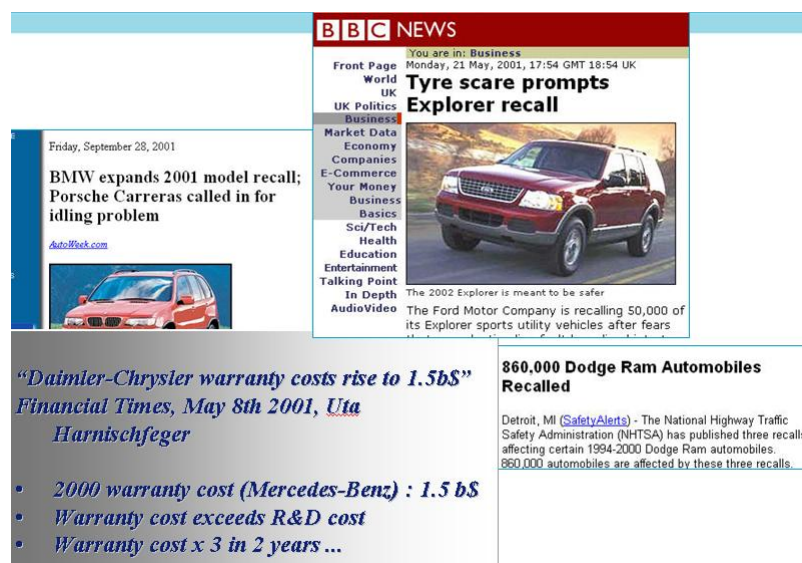 BBC NEWS
You are in: Business
Monday, 21 May, 2001, 17:54 GMT 18:54 UK
Front Page
World
UK
UK Politics
Business
Market Data
Economy
Companies
E-Commerce
Your Money
Business
Basics
Sci/Tech
Health
Education
Entertainment
Talking Point
In Depth
AudioVideo
Tyre scare prompts
Explorer recall
The 2002 Explorer is meant to be safer
The Ford Motor Company is recalling 50,000 of
its Explorer sports utility vehicles after fears
Friday, September 28, 2001
BMW expands 2001 model recall;
Porsche Carreras called in for
idling problem
AutoWeek.com
“Daimler-Chrysler warranty costs rise to 1.5b$”
Financial Times, May 8th 2001, Uta
Harnischfeger
• 2000 warranty cost (Mercedes-Benz) : 1.5 b$
• Warranty cost exceeds R&D cost
• Warranty cost x 3 in 2 years ...
860,000 Dodge Ram Automobiles
Recalled
Detroit, MI (SafetyAlerts) - The National Highway Traffic
Safety Administration (NHTSA) has published three recalls
affecting certain 1994-2000 Dodge Ram automobiles.
860,000 automobiles are affected by these three recalls.